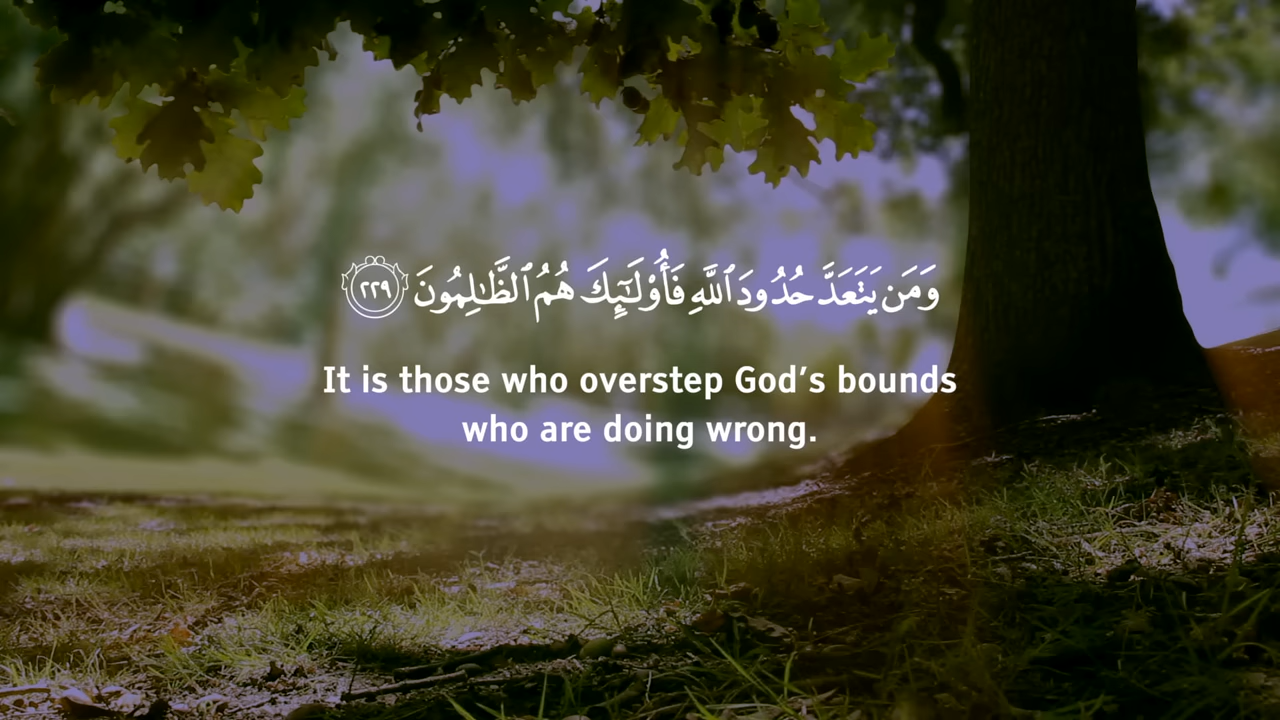 وَمَن يَتَعَدَّ حُدُودَ ٱللَّهِ فَأُو۟لَـٰٓئِكَ هُمُ ٱلظَّـٰلِمُونَ ٢٢٩
It is those who overstep God’s bounds
who are doing wrong.